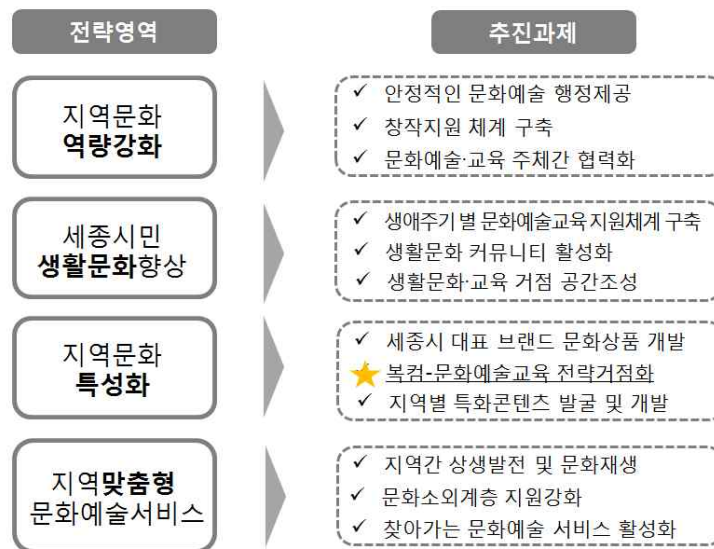 전략영역
추진과제
지역문화
역량강화
✓ 안정적인 문화예술 행정제공
✓ 창작지원 체계 구축
✓ 문화예술·교육 주체간 협력화
세종시민
생활문화향상
✓ 생애주기 별 문화예술교육 지원체계 구축
✓ 생활문화 커뮤니티 활성화
✓ 생활문화·교육 거점 공간조성
지역문화
특성화
✓ 세종시 대표 브랜드 문화상품 개발
복컴-문화예술교육 전략거점화
✓ 지역별 특화콘텐츠 발굴 및 개발
지역맞춤형
문화예술서비스
✓ 지역간 상생발전 및 문화재생
✓ 문화소외계층 지원강화
✓ 찾아가는 문화예술 서비스 활성화